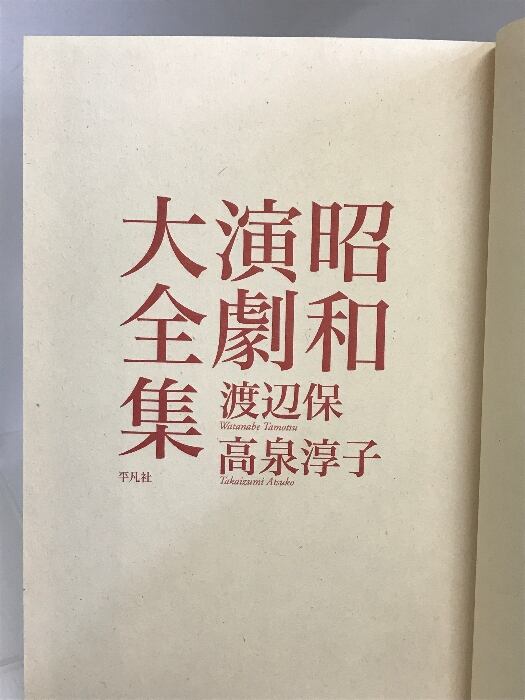 昭和
演劇
大全集
渡辺保
Watanabe Tamotsu
高泉淳子
Takaizumi Atsuko
平凡社